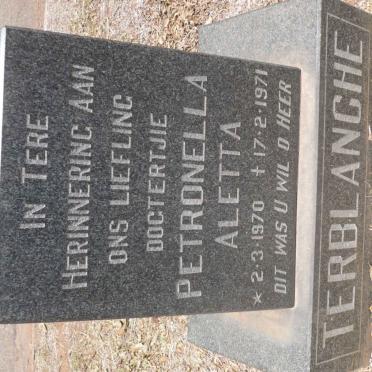 IN TERE
HERINNERING AAN
ONS LIEFLING
DOGTERTJIE
PETRONELLA
ALETTA
★ 2·3·1970 + 17·2·1971
DIT WAS U WIL O HEER
TERBLANCHE